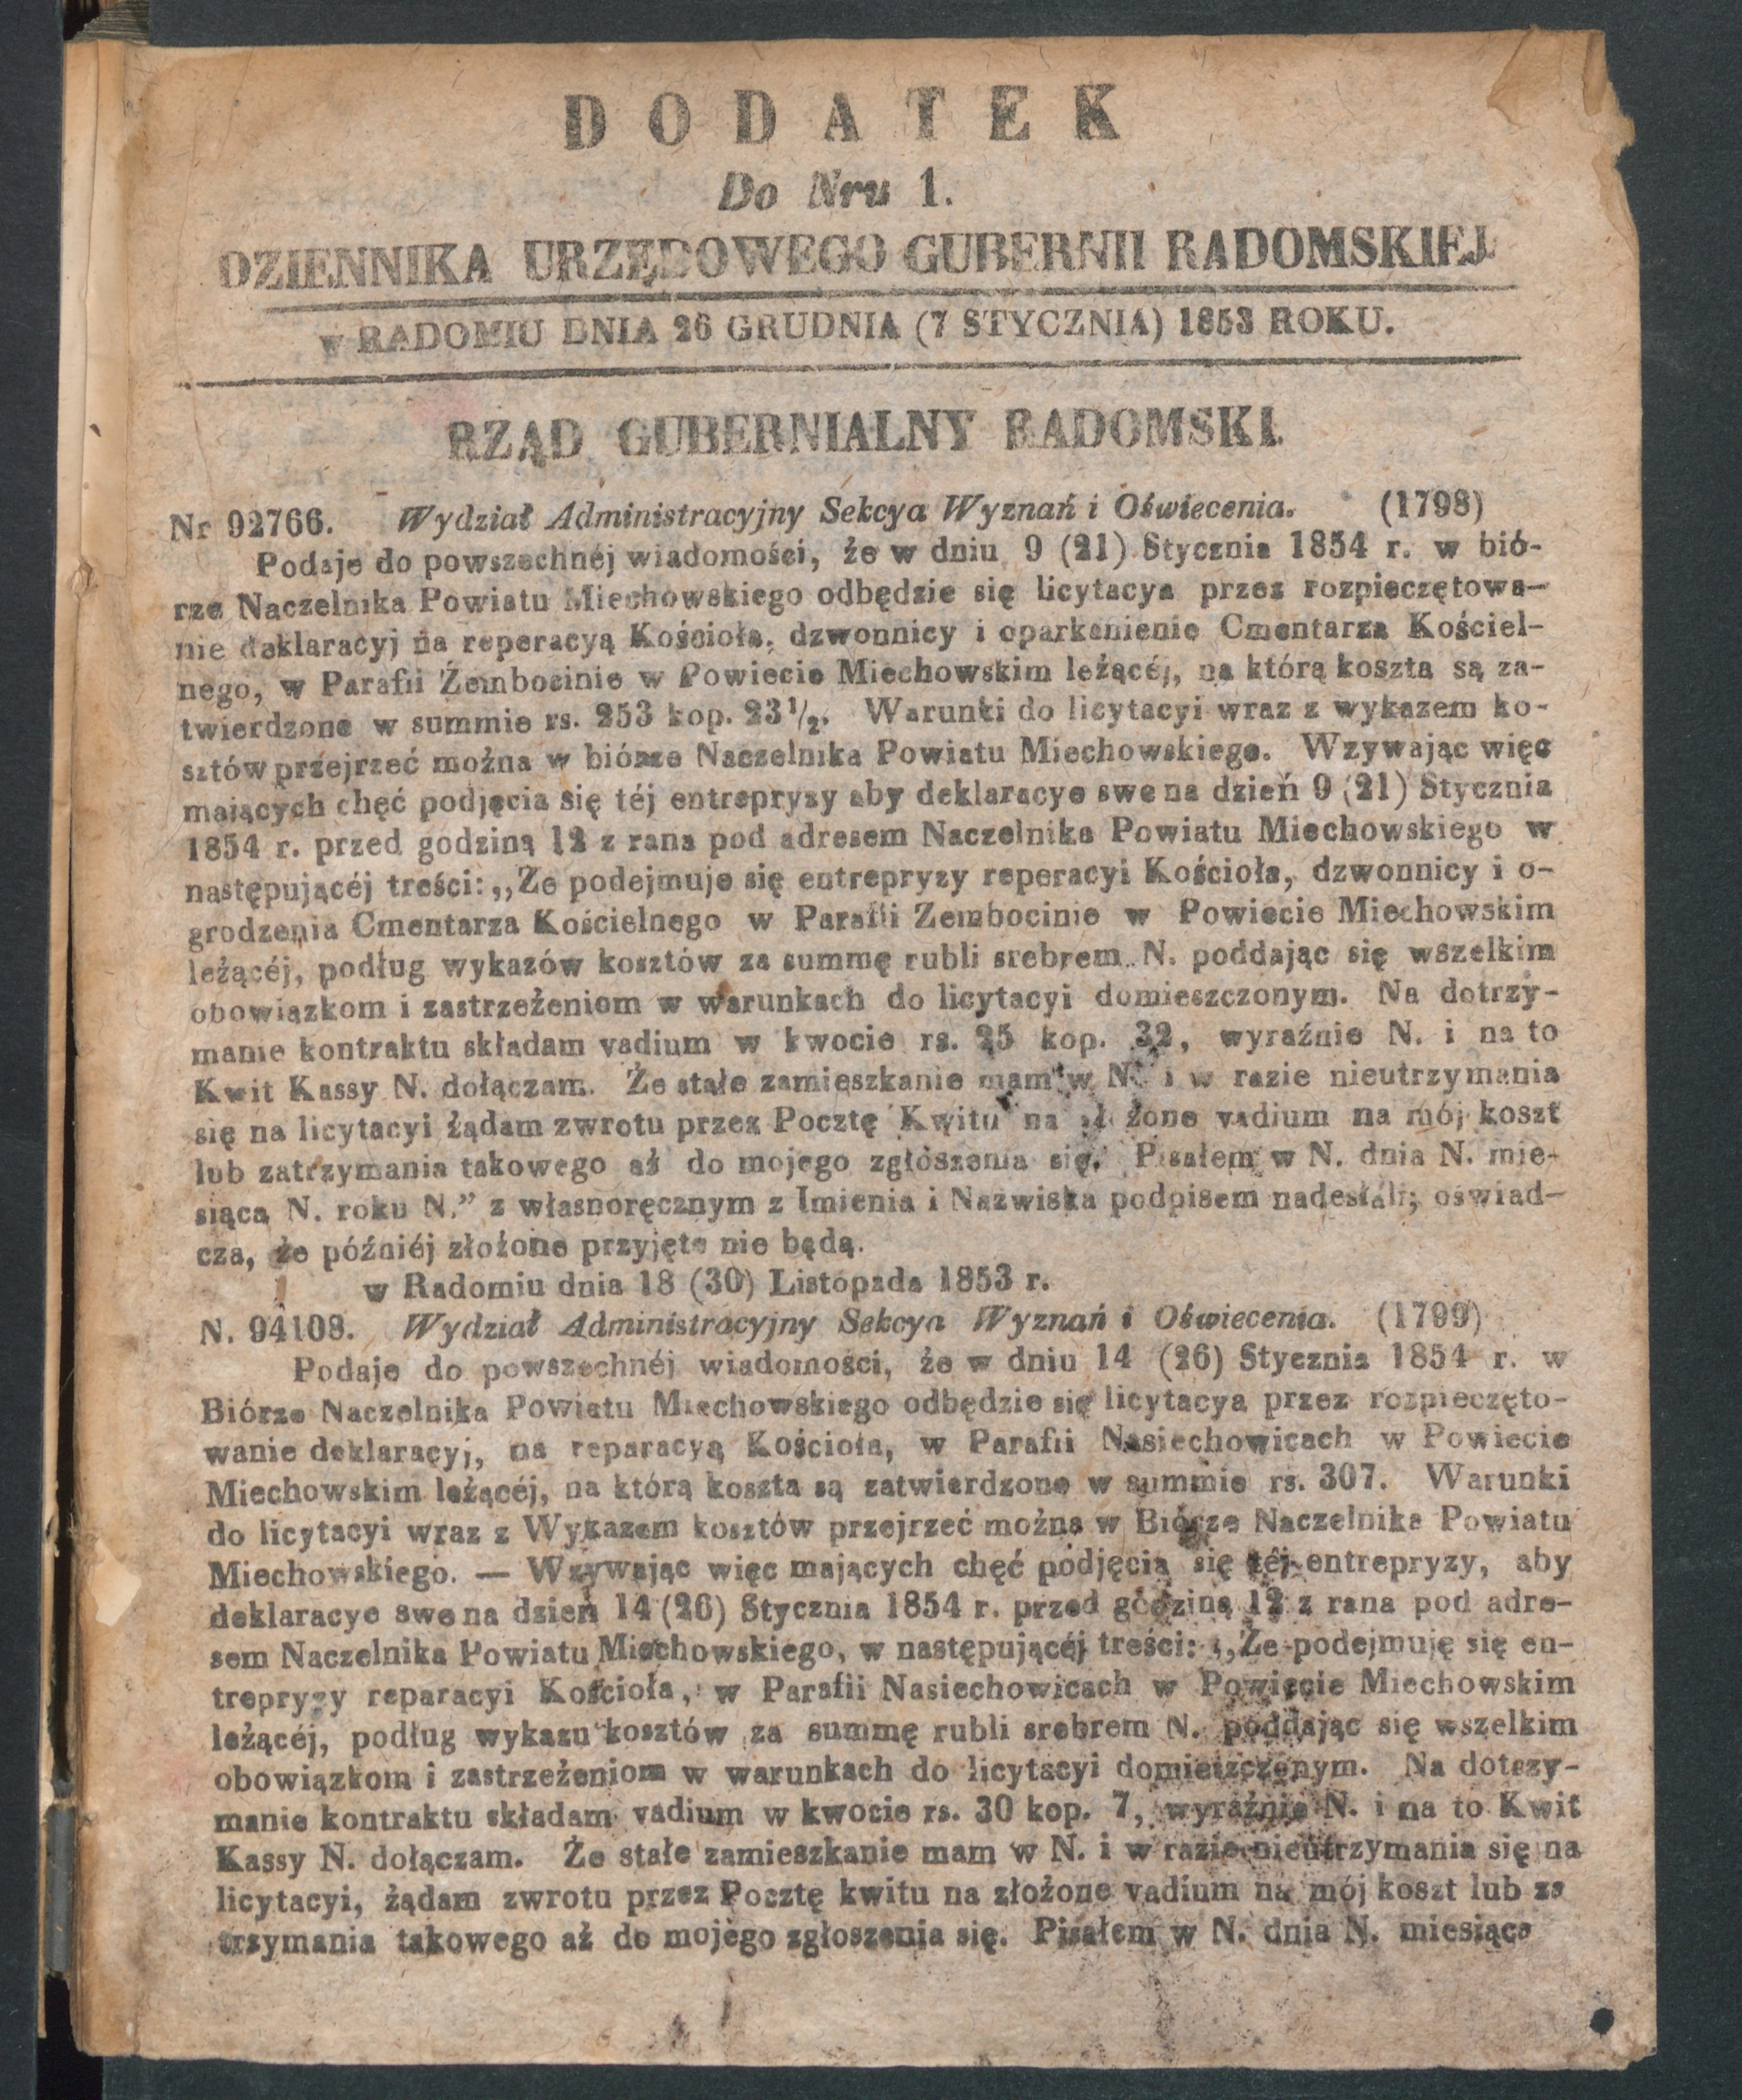 DODATEK
Do Nru 1.
DZIENNIKA URZĘDOWEGO GUBERNII RADOMSKIEJ.
w RADOMIU DNIA 26 GRUDNIA (7 STYCZNIA) 1853 ROKU.
RZĄD GUBERNIALNY RADOMSKI.
Nr 92766. Wydział Administracyjny Sekcya Wyznań i Oświecenia. (1798)
Podaje do powszechnéj wiadomości, że w dniu 9 (21) Stycznia 1854 r. w bió-
rze Naczelnika Powiatu Miechowskiego odbędzie się licytacya przez rozpieczętowa-
nie deklaracyj na reperacyą Kościoła, dzwonnicy i oparkanienie Cmentarza Kościel-
nego, w Parafii Żembocinie w Powiecie Miechowskim leżącéj, na którą koszta są za-
twierdzone w summie rs. 253 kop. 23 1/2. Warunki do licytacyi wraz z wykazem ko-
sztów przejrzeć można w biórze Naczelnika Powiatu Miechowskiego. Wzywając więc
mających chęć podjęcia się téj entrepryzy aby deklaracye swe na dzień 9 (21) Stycznia
1854 r. przed godziną 12 z rana pod adresem Naczelnika Powiatu Miechowskiego w
następującéj treści: „Ze podejmuje się entrepryzy reperacyi Kościoła, dzwonnicy i o-
grodzenia Cmentarza Kościelnego w Parafii Zembocinie w Powiecie Miechowskim
leżącéj, podług wykazów kosztów za summę rubli srebrem N. poddając się wszelkim
obowiązkom i zastrzeżeniom w warunkach do licytacyi domieszczonym. Na dotrzy-
manie kontraktu składam vadium w kwocie rs. 25 kop. 32, wyraźnie N. i na to
Kwit Kassy N. dołączam. Że stałe zamieszkanie mam w N. i w razie nieutrzymania
się na licytacyi żądam zwrotu przez Pocztę Kwitu na złożone vadium na mój koszt
lub zatrzymania takowego aż do mojego zgłoszenia się. Pisałem w N. dnia N. mie-
siąca N. roku N.” z własnoręcznym z Imienia i Nazwiska podpisem nadesłali; oświad-
cza, że późniéj złożone przyjęte nie będą.
w Radomiu dnia 18 (30) Listopada 1853 r.
N. 94108. Wydział Administracyjny Sekcya Wyznań i Oświecenia. (1799)
Podaje do powszechnéj wiadomości, że w dniu 14 (26) Stycznia 1854 r. w
Biórze Naczelnika Powiatu Miechowskiego odbędzie się licytacya przez rozpieczęto-
wanie deklaracyj, na reparacyą Kościoła, w Parafii Nasiechowicach w Powiecie
Miechowskim leżącéj, na którą koszta są zatwierdzone w summie rs. 307. Warunki
do licytacyi wraz z Wykazem kosztów przejrzeć można w Biórze Naczelnika Powiatu
Miechowskiego. — Wzywając więc mających chęć podjęcia się téj entrepryzy, aby
deklaracye swe na dzień 14 (26) Stycznia 1854 r. przed godziną 12 z rana pod adre-
sem Naczelnika Powiatu Miechowskiego, w następującéj treści: „Że podejmuję się en-
trepryzy reparacyi Kościoła, w Parafii Nasiechowicach w Powiecie Miechowskim
leżącéj, podług wykazu kosztów za summę rubli srebrem N. poddając się wszelkim
obowiązkom i zastrzeżeniom w warunkach do licytacyi domieszczonym. Na dotrzy-
manie kontraktu składam vadium w kwocie rs. 30 kop. 7, wyraźnie N. i na to Kwit
Kassy N. dołączam. Że stałe zamieszkanie mam w N. i w razie nieutrzymania się na
licytacyi, żądam zwrotu przez Pocztę kwitu na złożone vadium na mój koszt lub za
trzymania takowego aż do mojego zgłoszenia się. Pisałem w N. dnia N. miesiąca